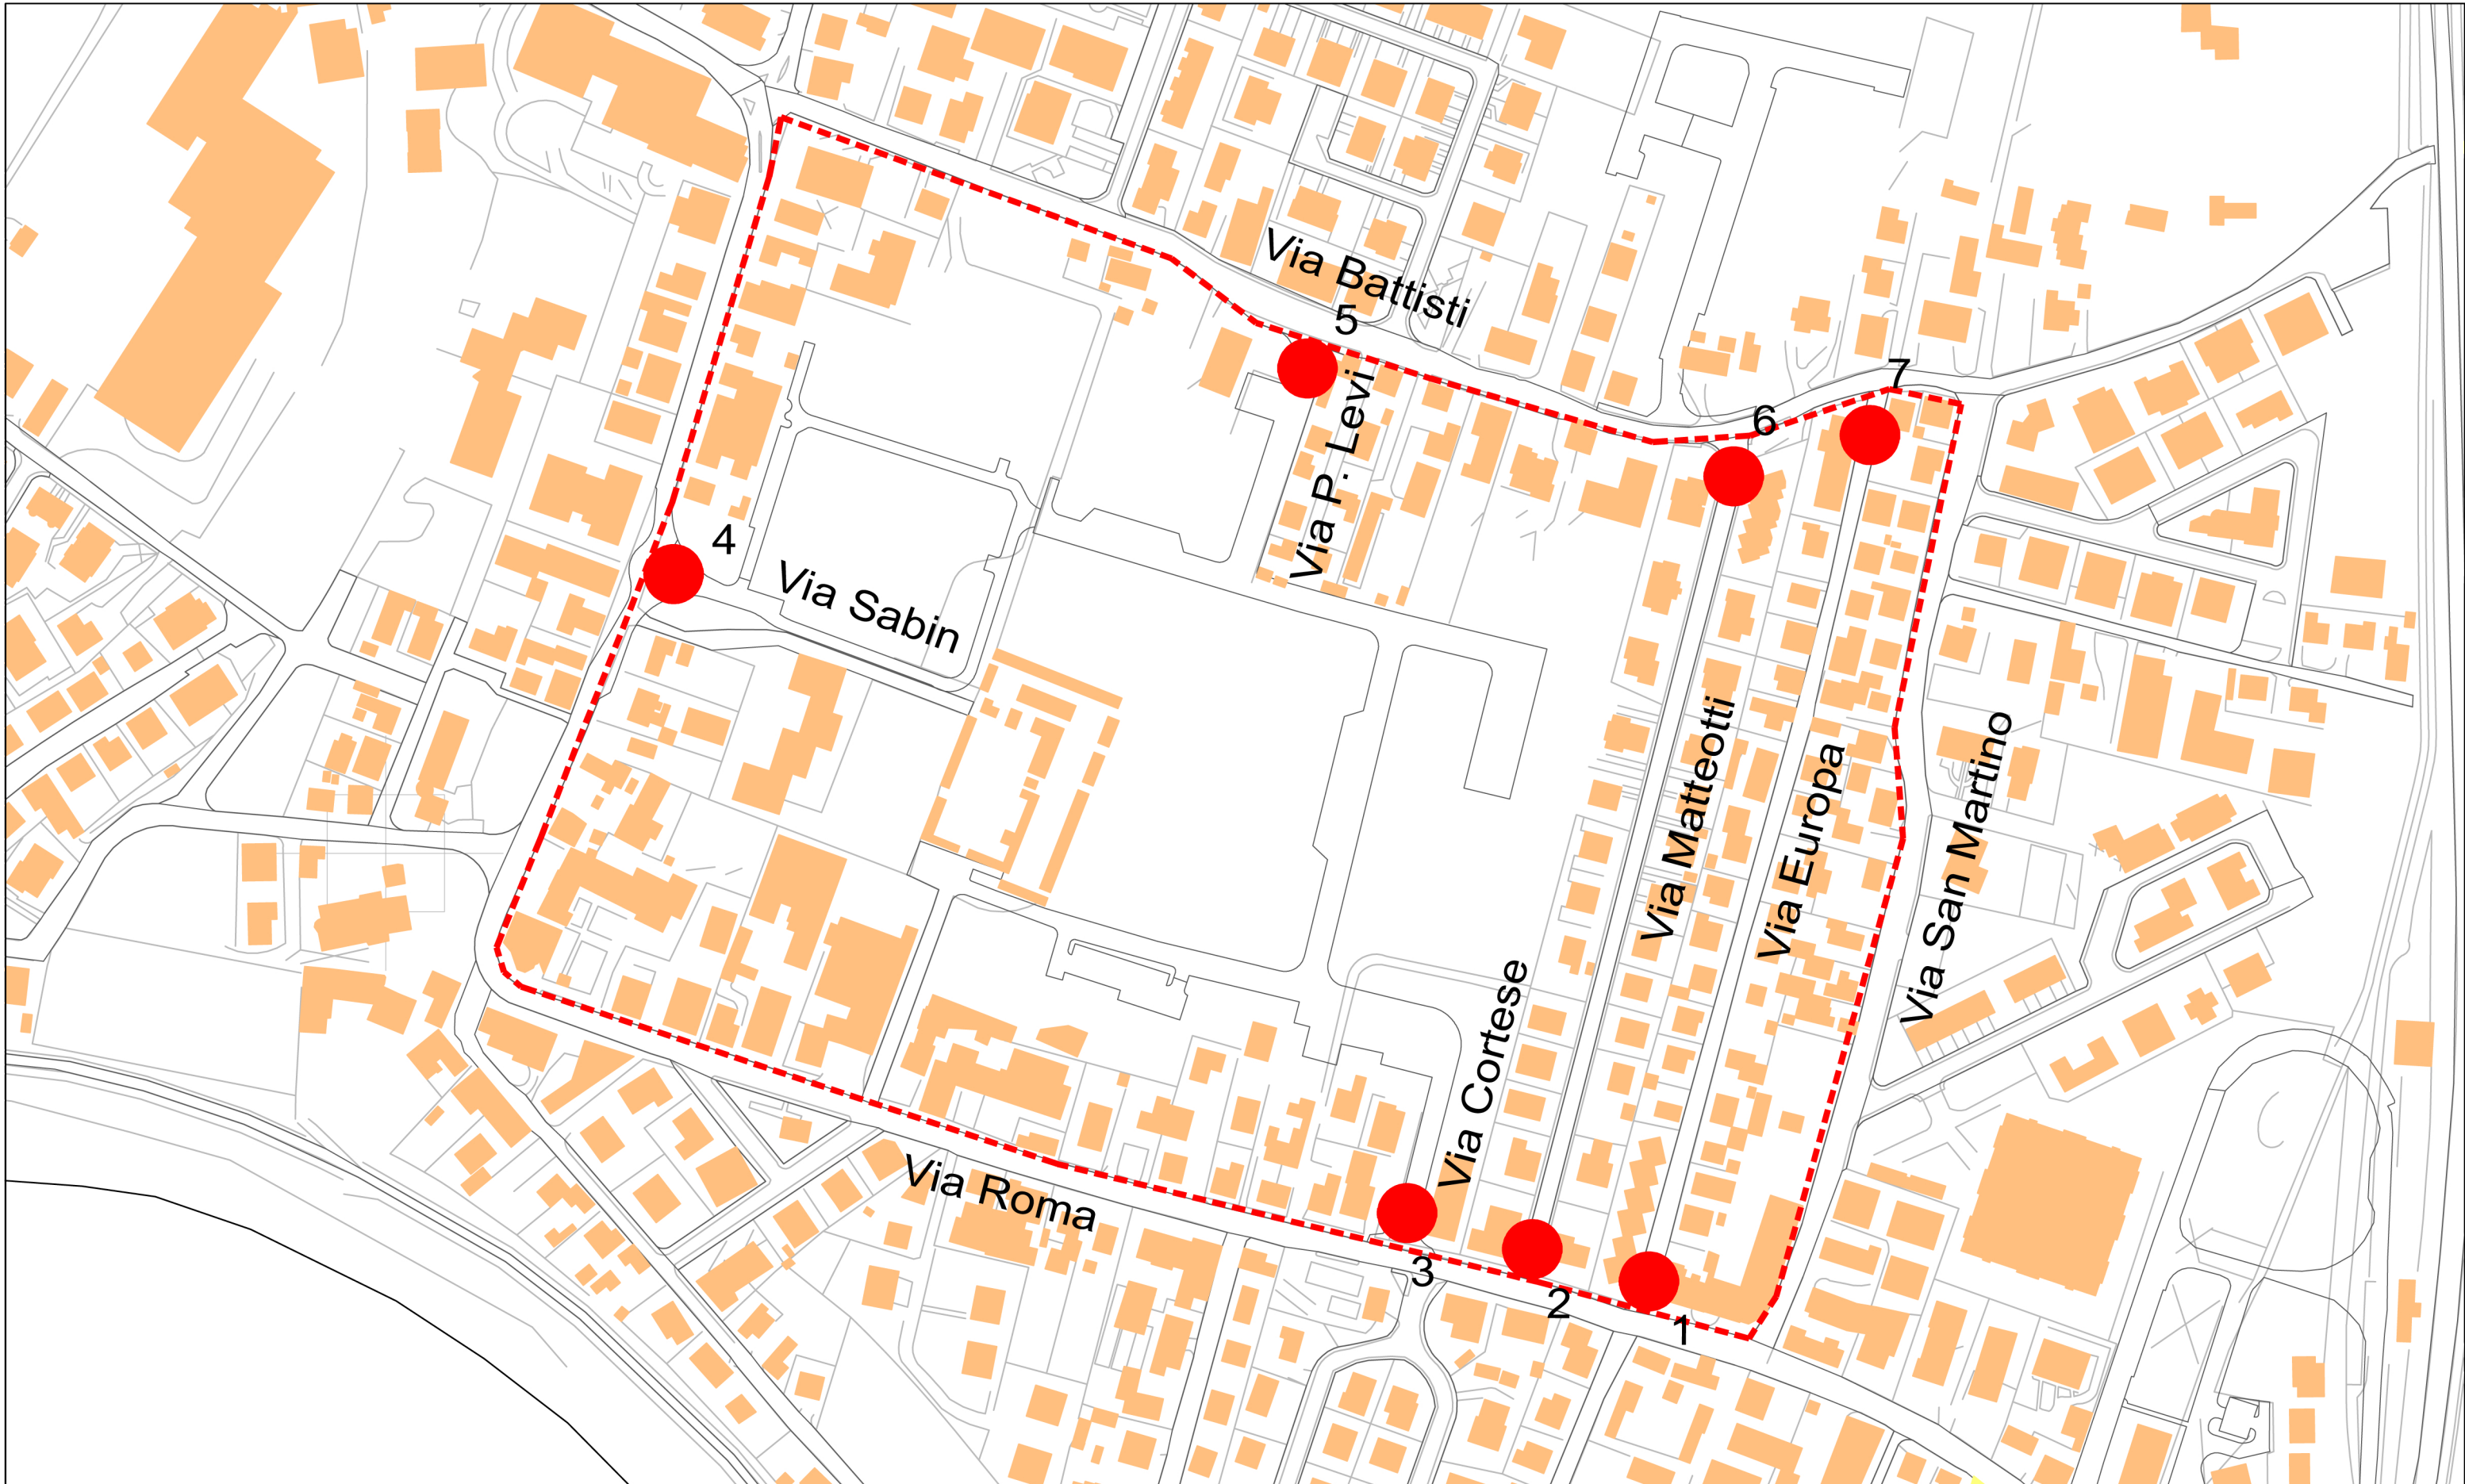 Via Battisti
5
7
Via P. Levi
6
4
Via Sabin
Via Matteotti
Via Europa
Via San Martino
Via Cortese
Via Roma
3
2
1